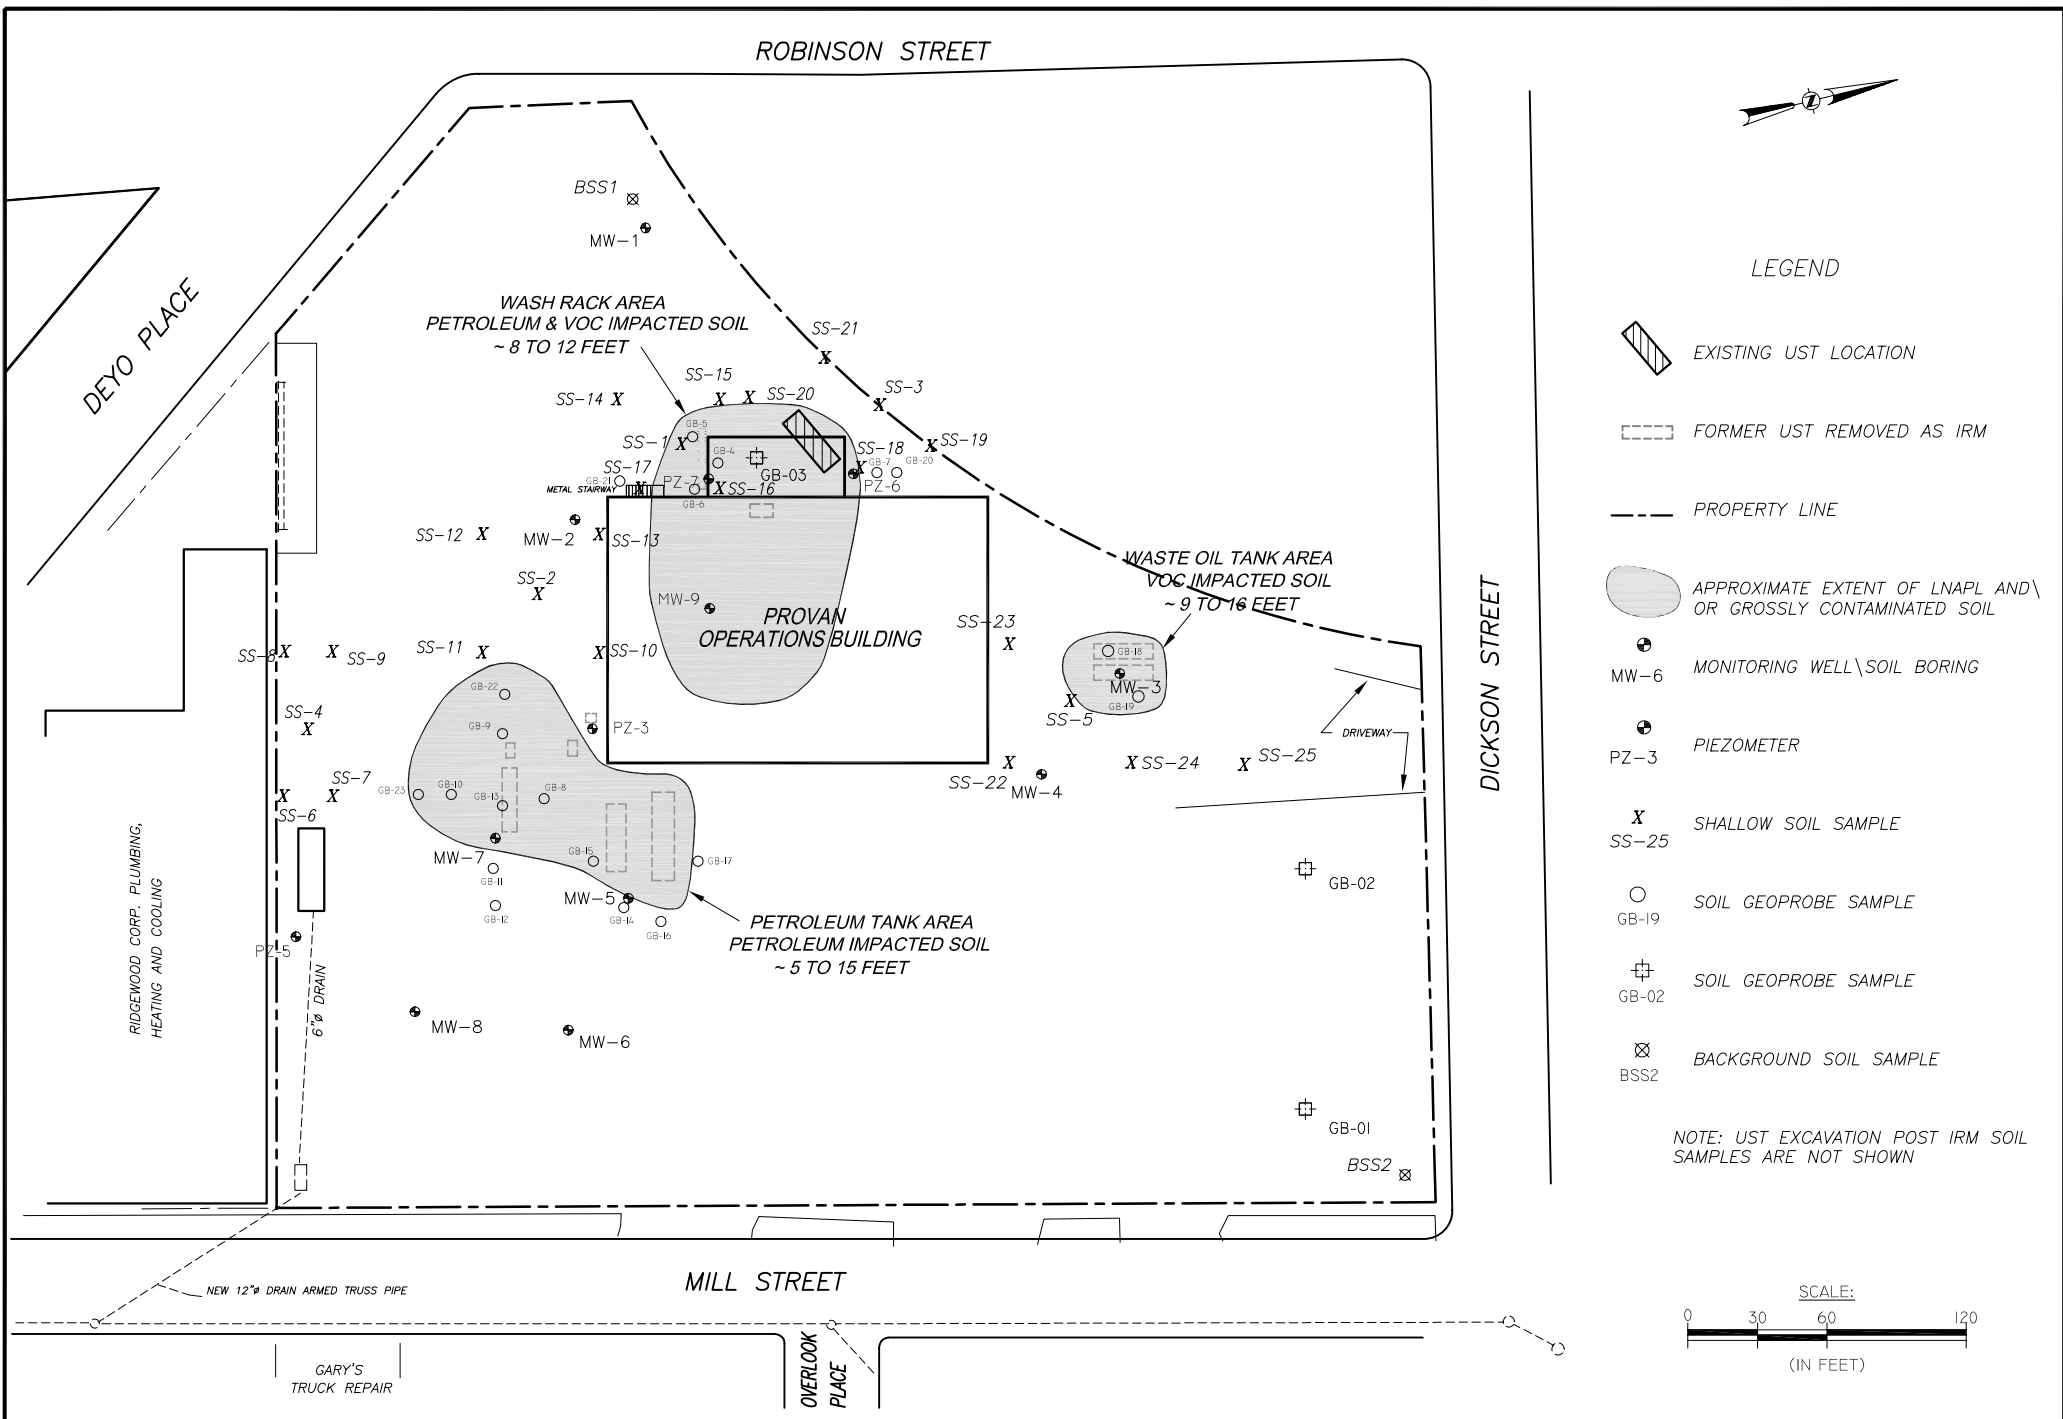 ROBINSON STREET
BSS1
MW-1
DEYO PLACE
WASH RACK AREA
PETROLEUM & VOC IMPACTED SOIL
~ 8 TO 12 FEET
SS-21
SS-15
SS-20
SS-3
SS-14
GB-5
SS-1
SS-18
SS-19
GB-4
GB-03
GB-7
GB-20
SS-17
GB-21
PZ-7
SS-16
PZ-6
METAL STAIRWAY
GB-6
SS-12
MW-2
SS-13
SS-2
MW-9
PROVAN
OPERATIONS BUILDING
WASTE OIL TANK AREA
VOC IMPACTED SOIL
~ 9 TO 16 FEET
SS-23
SS-8
SS-9
SS-11
SS-10
GB-18
MW-3
GB-19
SS-5
GB-22
SS-4
GB-9
PZ-3
DRIVEWAY
SS-22
MW-4
SS-24
SS-25
SS-7
SS-6
GB-23
GB-10
GB-13
GB-8
MW-7
GB-11
GB-12
GB-15
GB-17
MW-5
GB-14
GB-16
PETROLEUM TANK AREA
PETROLEUM IMPACTED SOIL
~ 5 TO 15 FEET
GB-02
RIDGEWOOD CORP. PLUMBING,
HEATING AND COOLING
PZ-5
6"ø DRAIN
MW-8
MW-6
GB-01
BSS2
DICKSON STREET
MILL STREET
NEW 12"ø DRAIN ARMED TRUSS PIPE
GARY'S
TRUCK REPAIR
OVERLOOK
PLACE
Z
LEGEND
EXISTING UST LOCATION
FORMER UST REMOVED AS IRM
PROPERTY LINE
APPROXIMATE EXTENT OF LNAPL AND\
OR GROSSLY CONTAMINATED SOIL
MW-6
MONITORING WELL\SOIL BORING
PZ-3
PIEZOMETER
X
SS-25
SHALLOW SOIL SAMPLE
GB-19
SOIL GEOPROBE SAMPLE
GB-02
SOIL GEOPROBE SAMPLE
BSS2
BACKGROUND SOIL SAMPLE
NOTE: UST EXCAVATION POST IRM SOIL
SAMPLES ARE NOT SHOWN
SCALE:
0 30 60 120
(IN FEET)